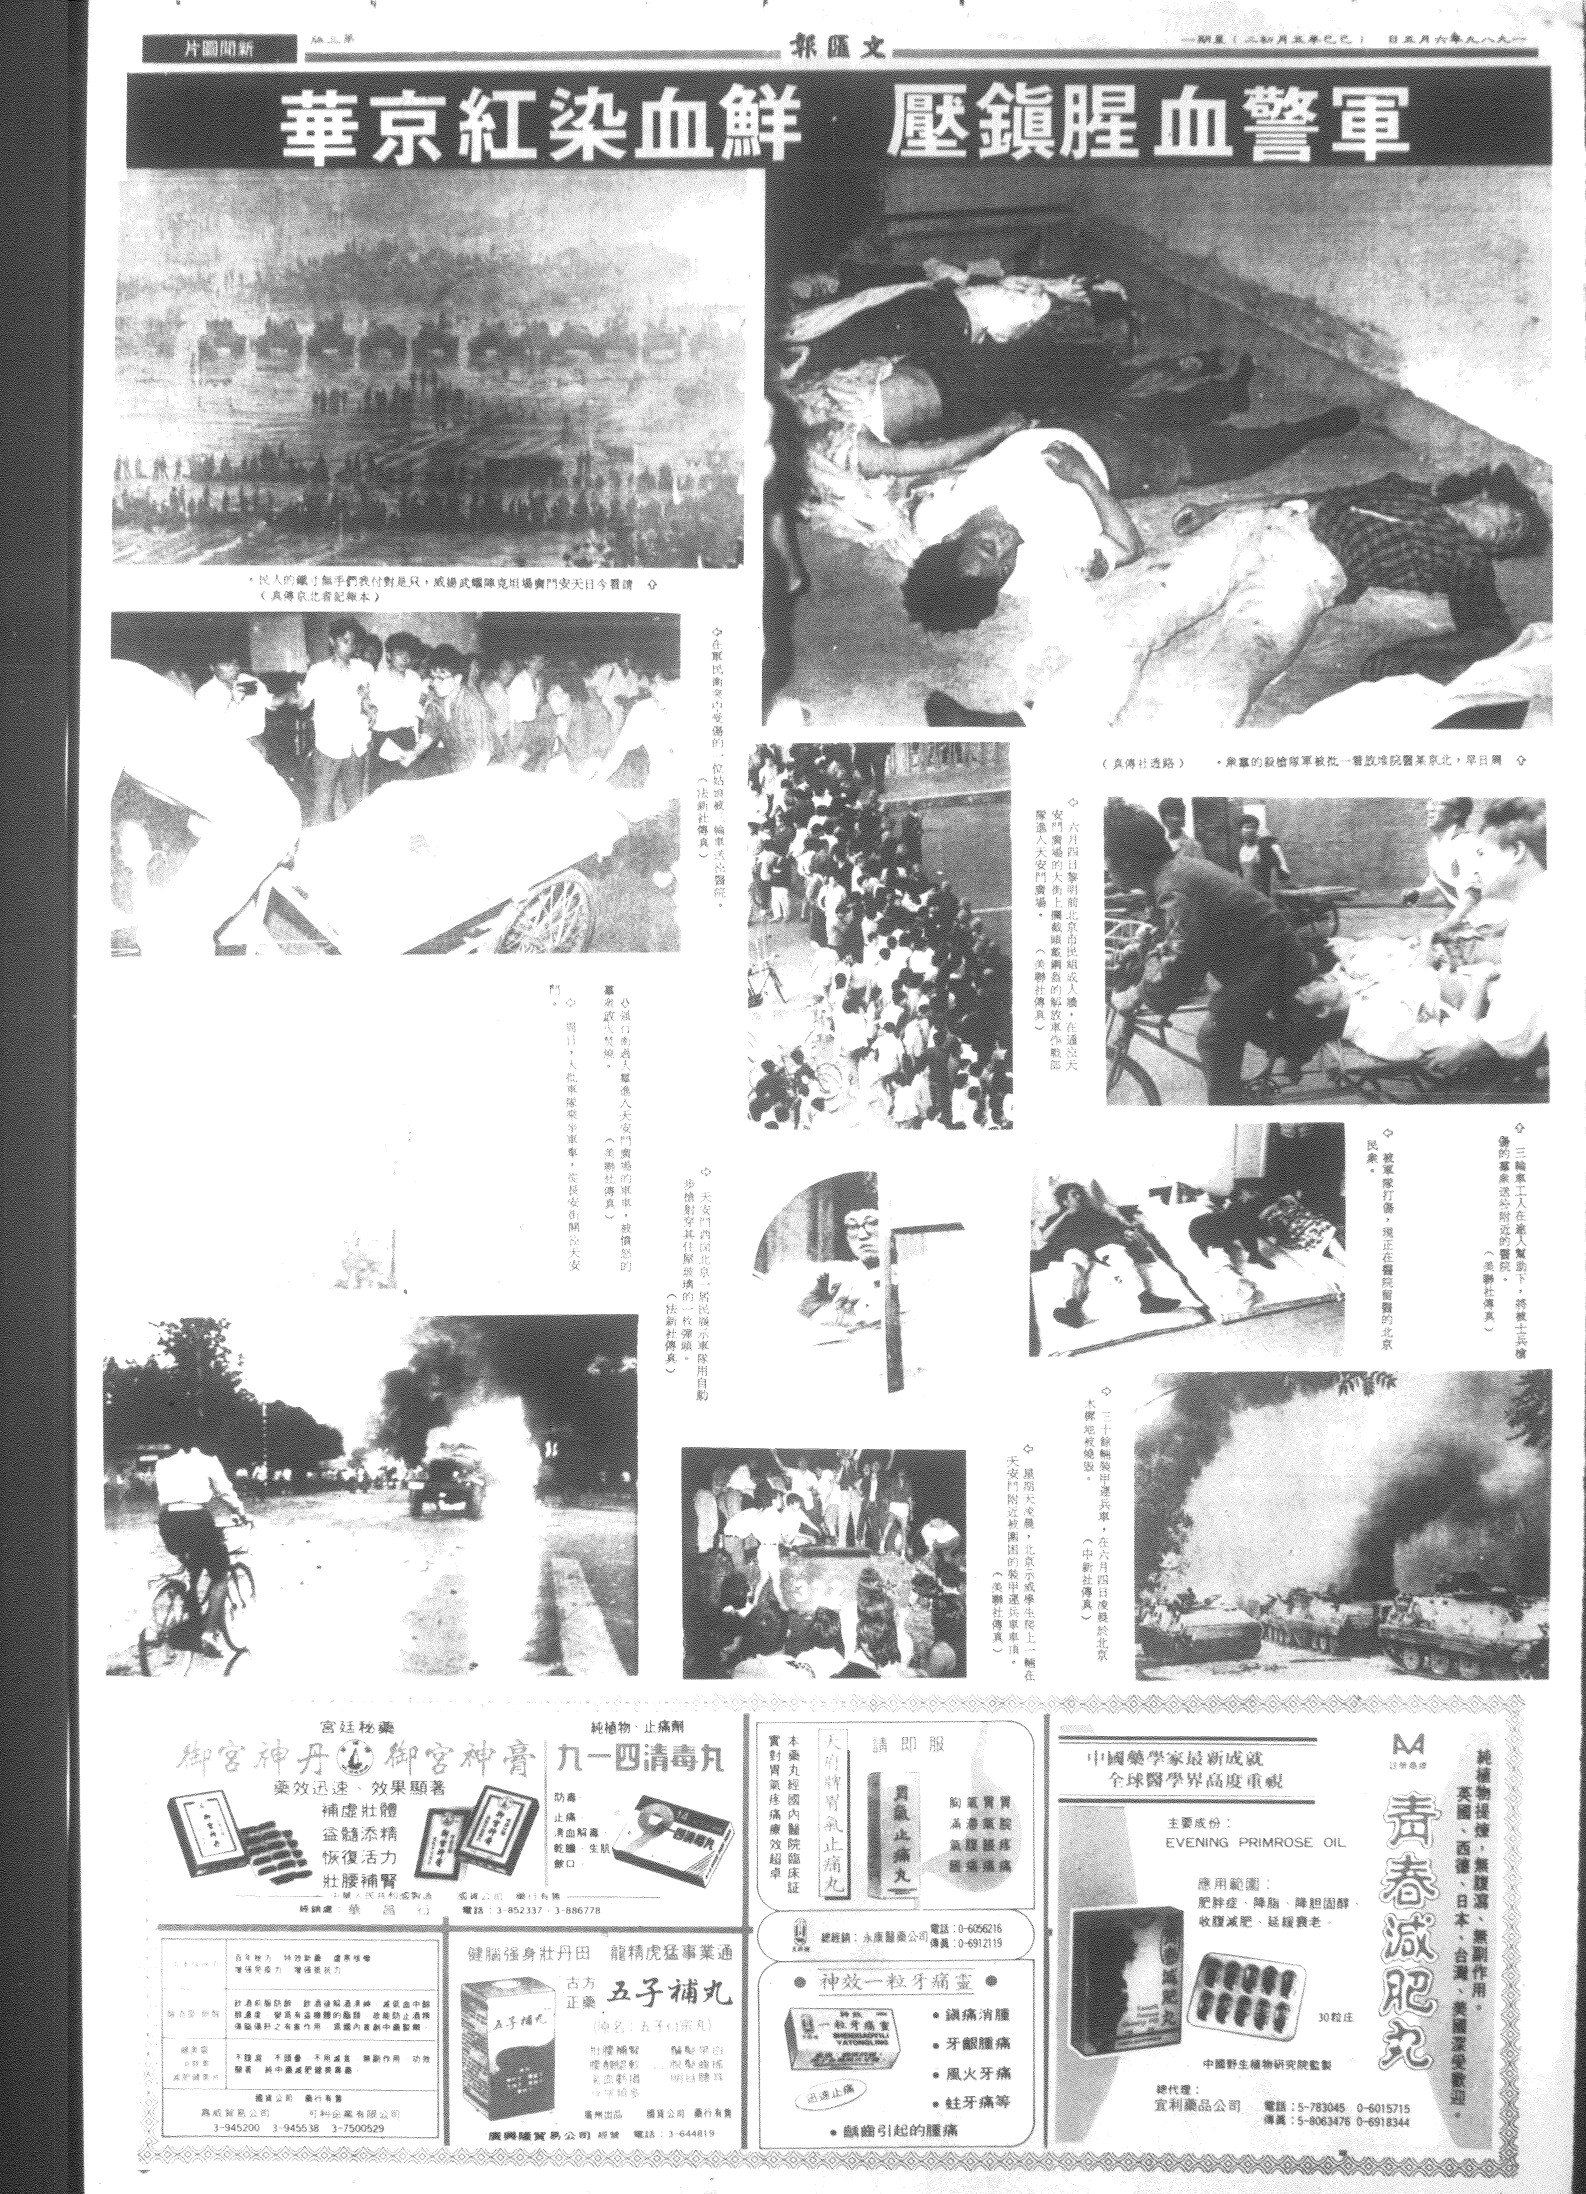 一九八九年六月五日（己巳年五月初二）星期一
文匯報
第三版
新聞圖片
軍警血腥鎮壓　鮮血染紅京華
⇧ 周日早，北京某醫院堆放着一批被軍隊槍殺的羣衆。（路透社傳真）
⇧ 請看今日天安門廣場坦克陣耀武揚威，只是對付我們手無寸鐵的人民。
（本報記者北京傳真）
⇦在軍民衝突中受傷的一位姑娘被三輪車送往醫院。
（法新社傳真）
⇦ 六月四日黎明前北京市民組成人牆，在通往天
安門廣場的大街上攔截頭戴鋼盔的解放軍作戰部
隊進入天安門廣場。（美聯社傳真）
⇧ 三輪車工人在途人幫助下，將被士兵槍
傷的羣衆送往附近的醫院。
（美聯社傳真）
⇦ 被軍隊打傷，現正在醫院留醫的北京
民衆。
強行衝過人羣進入天安門廣場的軍車，被憤怒的
羣衆放火焚燒。（美聯社傳真）
⇦ 周日，大批軍隊乘坐軍車，從長安街開往天安
門。
⇦ 天安門西面北京一居民展示軍隊用自動
步槍射穿其住屋玻璃的一枚彈頭。
（法新社傳真）
⇦ 三十餘輛裝甲運兵車，在六月四日凌晨於北京
木樨地被燒毀。（中新社傳真）
⇦ 星期天凌晨，北京示威學生爬上一輛在
天安門附近被圍困的裝甲運兵車車頂。
（美聯社傳真）
宮廷秘藥
御宮神丹 御宮神膏
藥效迅速、效果顯著
補虛壯體
益髓添精
恢復活力
壯腰補腎
經銷處：華昌行
電話：3-852337·3-886778
純植物、止痛劑
九一四清毒丸
防毒·
止痛·
清血解毒·
乾膿·生肌
斂口·
國貨公司 藥行有售
3-945200 3-945538 3-7500529
健腦强身壯丹田　龍精虎猛事業通
古方
正藥
五子補丸
（原名：五子衍宗丸）
廣州出品　國貨公司　藥行有售
廣興隆貿易公司 經營　電話：3-644819
本藥丸經國內醫院臨床証
實對胃氣疼痛療效超卓
天府牌胃氣止痛丸
請即服
胃氣止痛丸
胃腕疼痛
胃氣腹痛
氣滯腹痛
胸滿氣脹
總經銷：永康醫藥公司
電話：0-6056216
傳眞：0-6912119
● 神效一粒牙痛靈 ●
一粒牙痛靈
SHENXIAOYILI
YATONGLING
迅速止痛
• 鎮痛消腫
• 牙齦腫痛
• 風火牙痛
• 蛀牙痛等
• 齲齒引起的腫痛
中國藥學家最新成就
全球醫學界高度重視
主要成份：
EVENING PRIMROSE OIL
應用範圍：
肥胖症·降脂·降胆固醇·
收腹減肥·延緩衰老·
30粒庄
中國野生植物研究院監製
總代理：
宜利藥品公司
電話：5-783045 0-6015715
傳眞：5-8063476 0-6918344
註册商標
青春減肥丸
純植物提煉，無腹瀉、無副作用。
英國、西德、日本、台灣、美國深受歡迎。